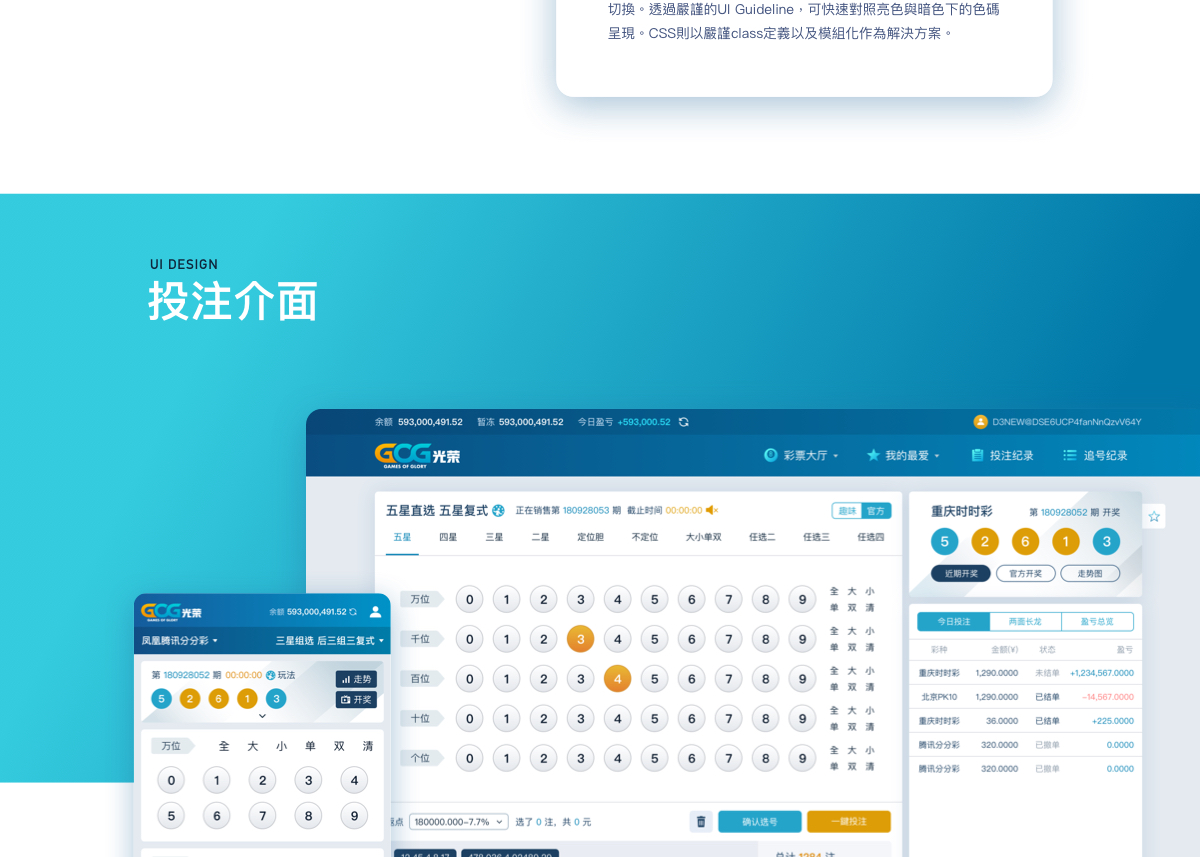 切換。透過嚴謹的UI Guideline，可快速對照亮色與暗色下的色碼
呈現。CSS則以嚴謹class定義以及模組化作為解決方案。
UI DESIGN
投注介面
余额 593,000,491.52 暂冻 593,000,491.52 今日盈亏 +593,000.52
D3NEW@DSE6UCP4fanNnQzvV64Y
GCG光荣
GAMES OF GLORY
彩票大厅 我的最爱 投注纪录 追号纪录
五星直选 五星复式 正在销售第 180928053 期 截止时间 00:00:00
趣味 官方
五星 四星 三星 二星 定位胆 不定位 大小单双 任选二 任选三 任选四
万位 0 1 2 3 4 5 6 7 8 9 全 大 小
单 双 清
千位 0 1 2 3 4 5 6 7 8 9 全 大 小
单 双 清
百位 0 1 2 3 4 5 6 7 8 9 全 大 小
单 双 清
十位 0 1 2 3 4 5 6 7 8 9 全 大 小
单 双 清
个位 0 1 2 3 4 5 6 7 8 9 全 大 小
单 双 清
点 180000.000-7.7% 选了 0 注，共 0 元
确认选号 一键投注
重庆时时彩 第 180928052 期 开奖
5 2 6 1 3
近期开奖 官方开奖 走势图
今日投注 两面长龙 盈亏总览
彩种 金额(¥) 状态 盈亏
重庆时时彩 1,290.0000 未结单 +1,234,567.0000
北京PK10 1,290.0000 已结单 -14,567.0000
重庆时时彩 36.0000 已结单 +225.0000
腾讯分分彩 320.0000 已撤单 0.0000
腾讯分分彩 320.0000 已撤单 0.0000
GCG光荣
GAMES OF GLORY
余额 593,000,491.52
凤凰腾讯分分彩 三星组选 后三组三复式
第 180928052 期 00:00:00 玩法
走势
5 2 6 1 3
开奖
万位 全 大 小 单 双 清
0 1 2 3 4
5 6 7 8 9